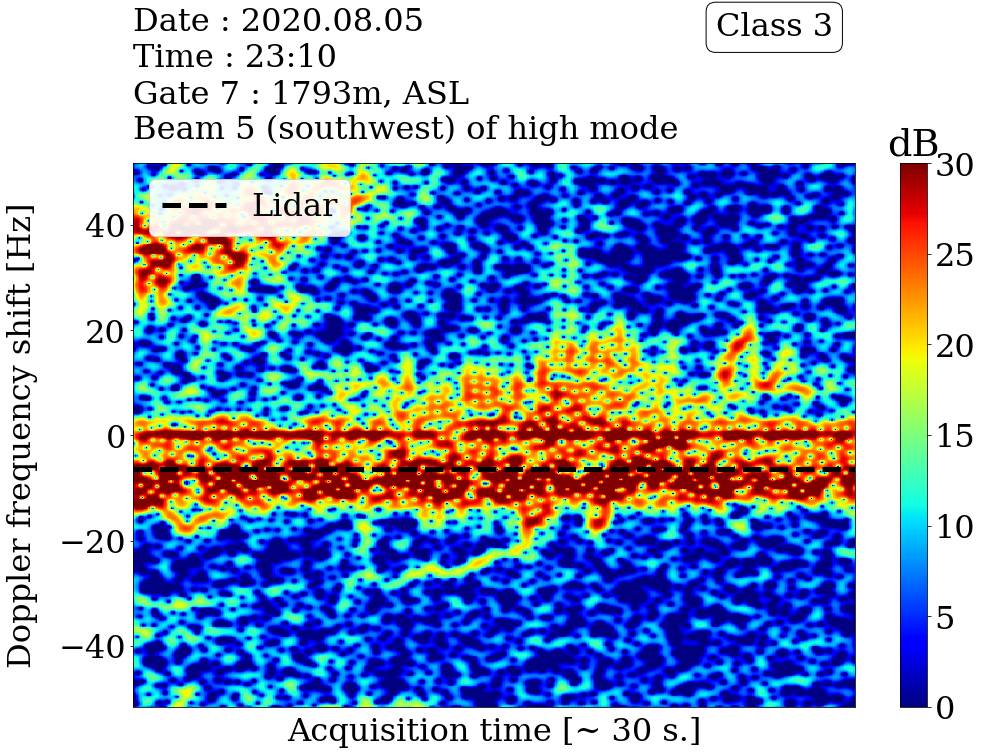 Date : 2020.08.05
Time : 23:10
Gate 7 : 1793m, ASL
Beam 5 (southwest) of high mode
Class 3
dB
Lidar
Doppler frequency shift [Hz]
40
20
0
−20
−40
30
25
20
15
10
5
0
Acquisition time [~ 30 s.]